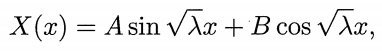 X(x) = A sin √λx + B cos √λx,